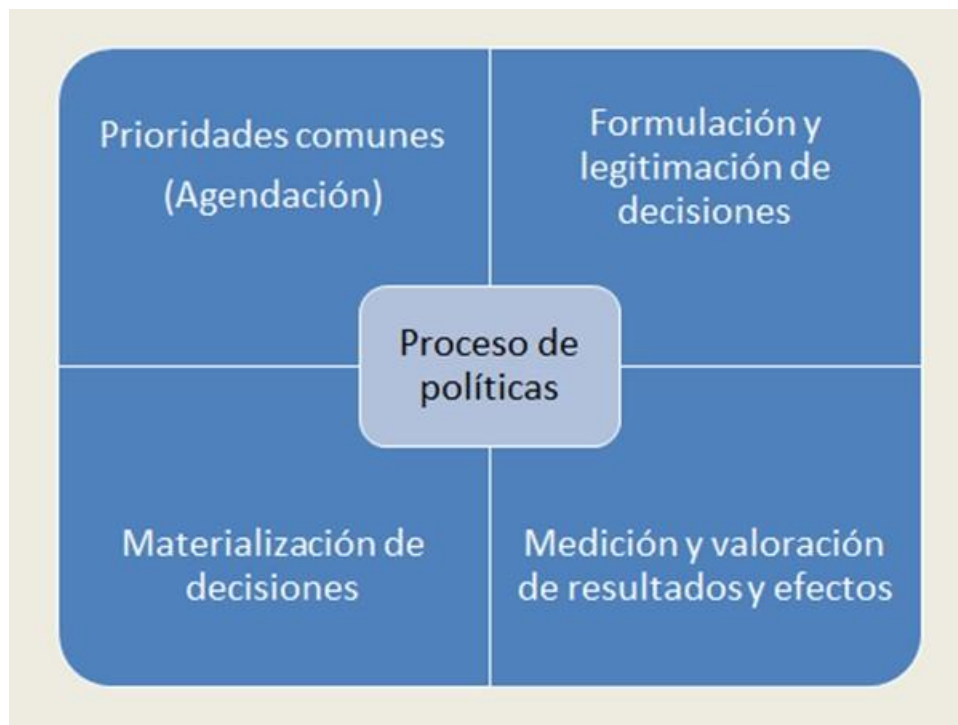 Prioridades comunes
(Agendación)
Formulación y
legitimación de
decisiones
Proceso de
políticas
Materialización de
decisiones
Medición y valoración
de resultados y efectos